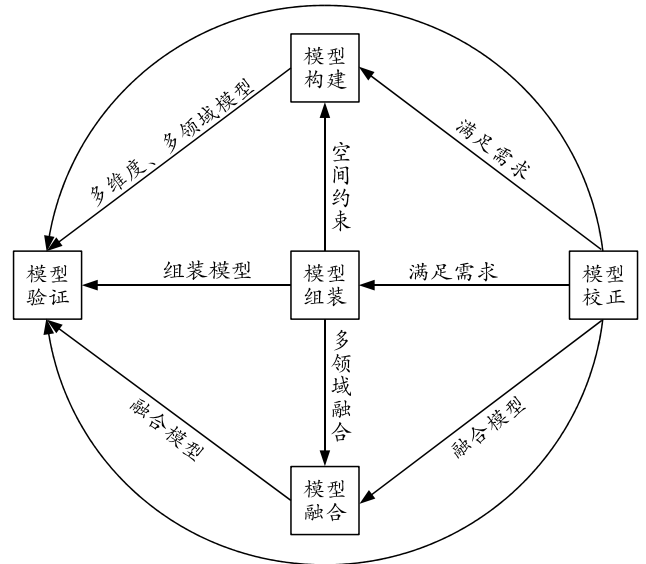 模型
构建
多维度、多领域模型
满足需求
空间约束
模型
验证
组装模型
模型
组装
满足需求
模型
校正
多领域融合
融合模型
融合模型
模型
融合